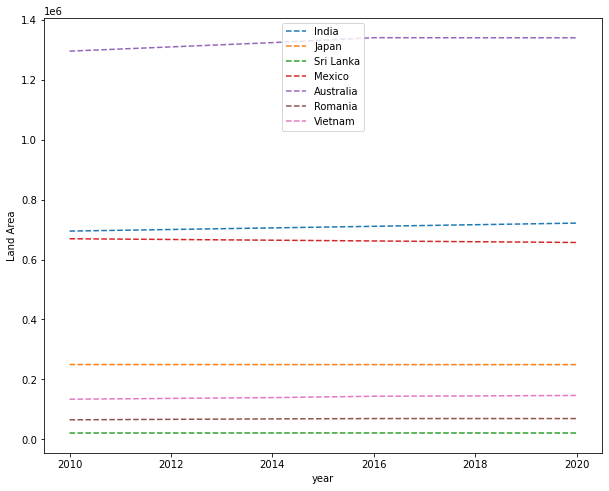 1e6
1.4
1.2
1.0
0.8
0.6
0.4
0.2
0.0
Land Area
India
Japan
Sri Lanka
Mexico
Australia
Romania
Vietnam
2010 2012 2014 2016 2018 2020
year